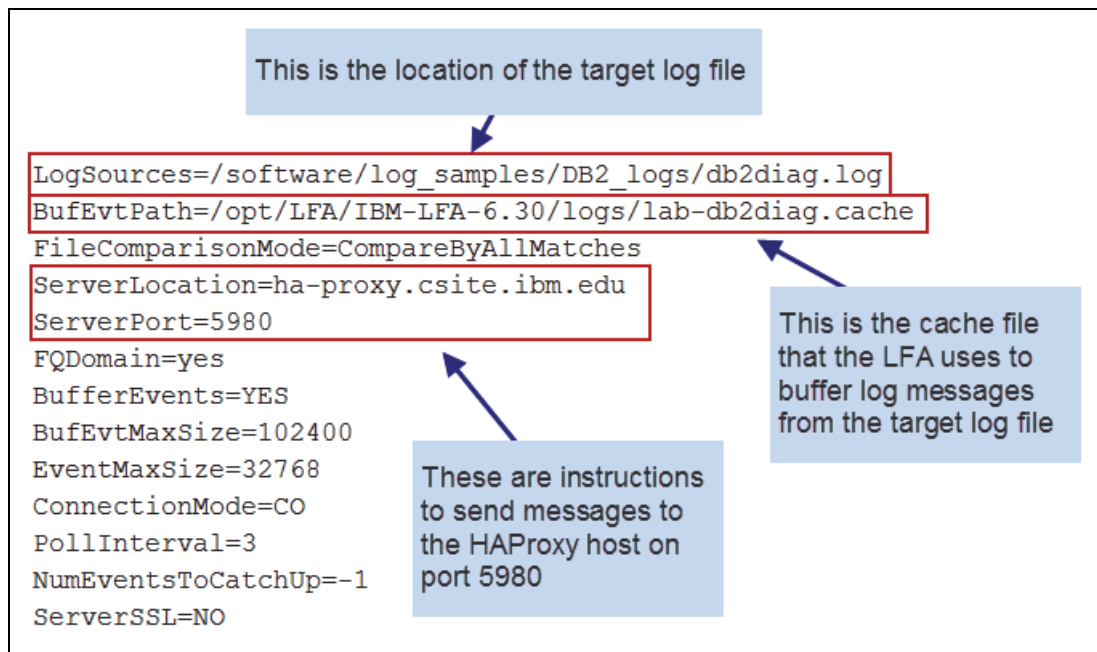 This is the location of the target log file
LogSources=/software/log_samples/DB2_logs/db2diag.log
BufEvtPath=/opt/LFA/IBM-LFA-6.30/logs/lab-db2diag.cache
FileComparisonMode=CompareByAllMatches
ServerLocation=ha-proxy.csite.ibm.edu
ServerPort=5980
FQDomain=yes
BufferEvents=YES
BufEvtMaxSize=102400
EventMaxSize=32768
ConnectionMode=CO
PollInterval=3
NumEventsToCatchUp=-1
ServerSSL=NO
This is the cache file
that the LFA uses to
buffer log messages
from the target log file
These are instructions
to send messages to
the HAProxy host on
port 5980